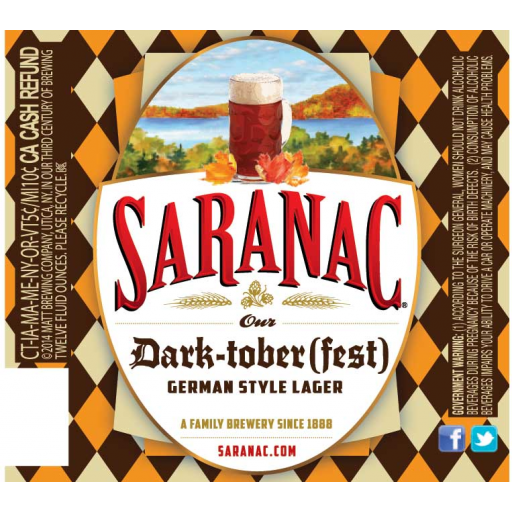 CT-IA-MA-ME-NY-OR-VT5¢/MI10¢ CA CASH REFUND
©2014 MATT BREWING COMPANY, UTICA, NY. IN OUR THIRD CENTURY OF BREWING
TWELVE FLUID OUNCES. PLEASE RECYCLE.
SARANAC®
Our
Dark-tober(fest)
GERMAN STYLE LAGER
A FAMILY BREWERY SINCE 1888
SARANAC.COM
GOVERNMENT WARNING: (1) ACCORDING TO THE SURGEON GENERAL, WOMEN SHOULD NOT DRINK ALCOHOLIC
BEVERAGES DURING PREGNANCY BECAUSE OF THE RISK OF BIRTH DEFECTS. (2) CONSUMPTION OF ALCOHOLIC
BEVERAGES IMPAIRS YOUR ABILITY TO DRIVE A CAR OR OPERATE MACHINERY, AND MAY CAUSE HEALTH PROBLEMS.
f